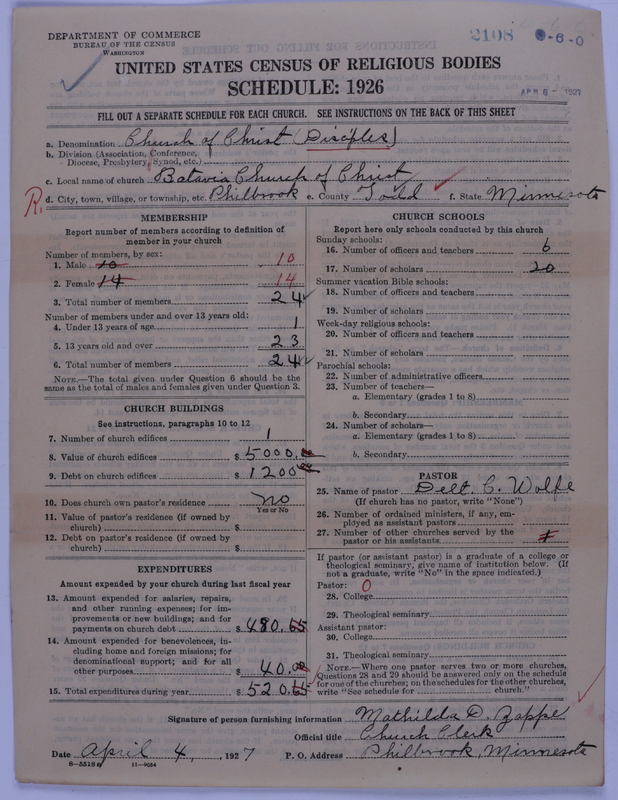 DEPARTMENT OF COMMERCE
BUREAU OF THE CENSUS
WASHINGTON
2108
-6-0
UNITED STATES CENSUS OF RELIGIOUS BODIES
SCHEDULE: 1926
APR 6 - 1927
FILL OUT A SEPARATE SCHEDULE FOR EACH CHURCH. SEE INSTRUCTIONS ON THE BACK OF THIS SHEET
a. Denomination Church of Christ (Disciples)
b. Division (Association, Conference,
Diocese, Presbytery, Synod, etc.)
c. Local name of church Batavia Church of Christ
R. d. City, town, village, or township, etc. Philbrook e. County Todd f. State Minnesota
MEMBERSHIP
Report number of members according to definition of
member in your church
Number of members, by sex:
1. Male 10 10
2. Female 14 14
3. Total number of members 24
Number of members under and over 13 years old:
4. Under 13 years of age 1
5. 13 years old and over 23
6. Total number of members 24
NOTE.—The total given under Question 6 should be
same as the total of males and females given under Question 3.
CHURCH BUILDINGS
See instructions, paragraphs 10 to 12
7. Number of church edifices 1
8. Value of church edifices $ 5000.
9. Debt on church edifices $ 1200
10. Does church own pastor's residence No
Yes or No
11. Value of pastor's residence (if owned by
church) $
12. Debt on pastor's residence (if owned by
church) $
EXPENDITURES
Amount expended by your church during last fiscal year
13. Amount expended for salaries, repairs,
and other running expenses; for im-
provements or new buildings; and for
payments on church debt $ 480.65
14. Amount expended for benevolences, in-
cluding home and foreign missions; for
denominational support; and for all
other purposes $ 40.00
15. Total expenditures during year $ 520.65
CHURCH SCHOOLS
Report here only schools conducted by this church
Sunday schools:
16. Number of officers and teachers 6
17. Number of scholars 20
Summer vacation Bible schools:
18. Number of officers and teachers
19. Number of scholars
Week-day religious schools:
20. Number of officers and teachers
21. Number of scholars
Parochial schools:
22. Number of administrative officers
23. Number of teachers—
a. Elementary (grades 1 to 8)
b. Secondary
24. Number of scholars—
a. Elementary (grades 1 to 8)
b. Secondary
PASTOR
25. Name of pastor Delt. C. Wolfe
(If church has no pastor, write "None")
26. Number of ordained ministers, if any, em-
ployed as assistant pastors
27. Number of other churches served by the
pastor or his assistants
If pastor (or assistant pastor) is a graduate of a college or
theological seminary, give name of institution below. (If
not a graduate, write "No" in the space indicated.)
Pastor: 0
28. College
29. Theological seminary
Assistant pastor:
30. College
31. Theological seminary
NOTE.—Where one pastor serves two or more churches,
Questions 28 and 29 should be answered only on the schedule
for one of the churches; on the schedules for the other churches,
write "See schedule for church."
Signature of person furnishing information Mathilda D. Zappe
Official title Church Clerk
Date April 4, 1927 P. O. Address Philbrook, Minnesota
8-5518a 11-9054